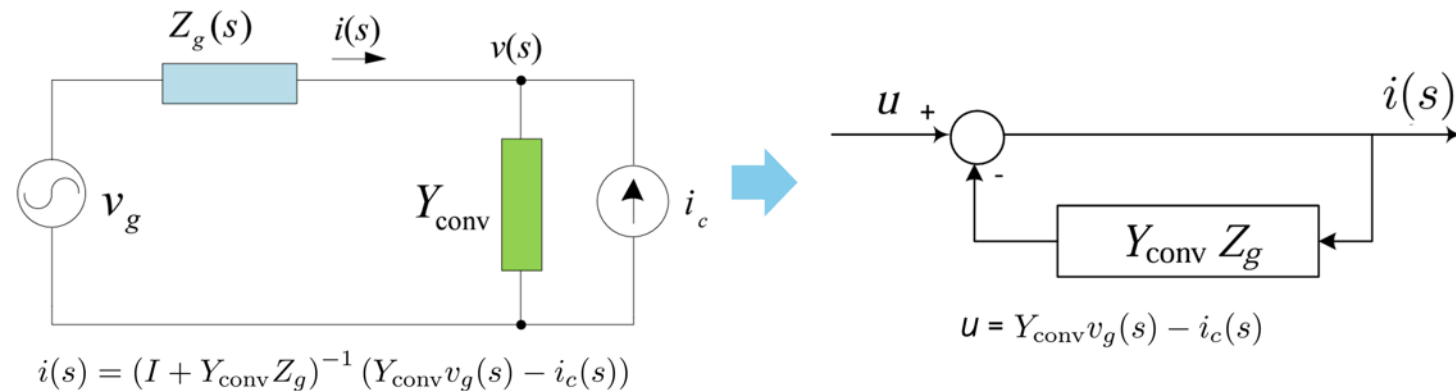 Z_g(s)
i(s)
v(s)
v_g
Y_conv
i_c
i(s) = (I + Y_conv Z_g)^{-1} (Y_conv v_g(s) − i_c(s))
u
+
-
i(s)
Y_conv Z_g
u = Y_conv v_g(s) − i_c(s)